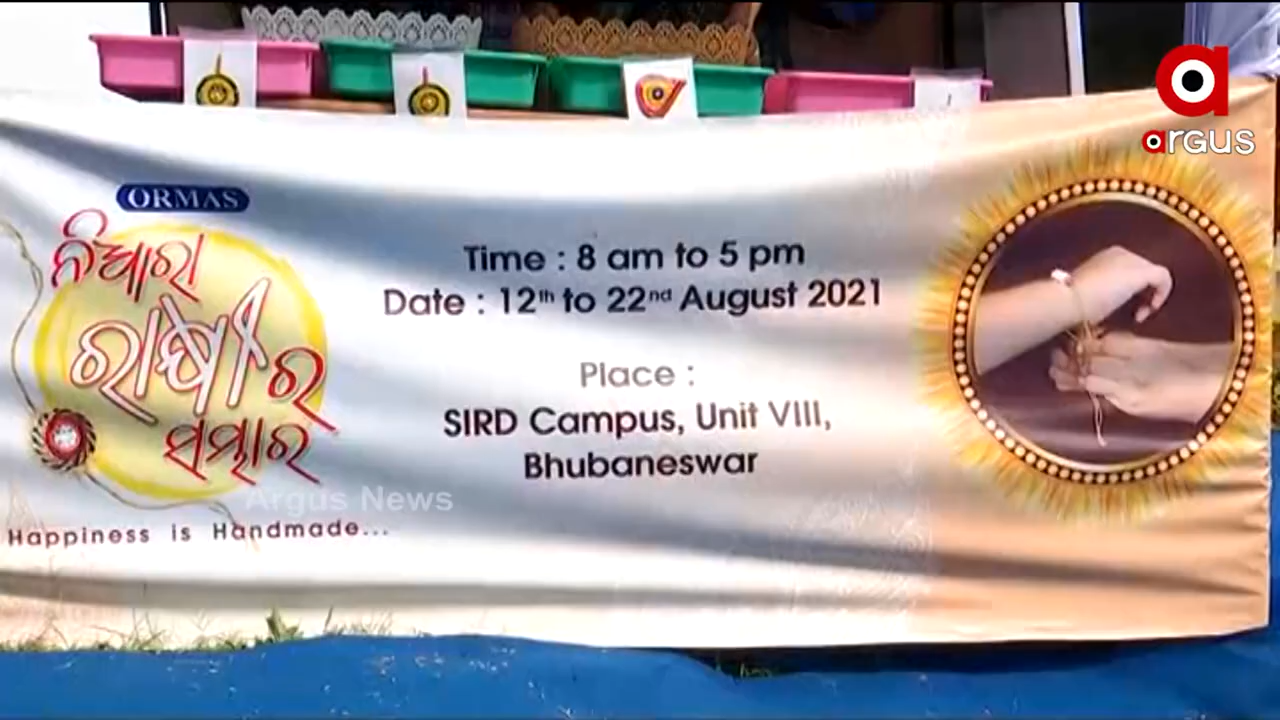 argus
ORMAS
ନିଆରା
ରାକ୍ଷୀର
ସମ୍ଭାର
Happiness is Handmade...
Time : 8 am to 5 pm
Date : 12th to 22nd August 2021
Place :
SIRD Campus, Unit VIII,
Bhubaneswar
Argus News